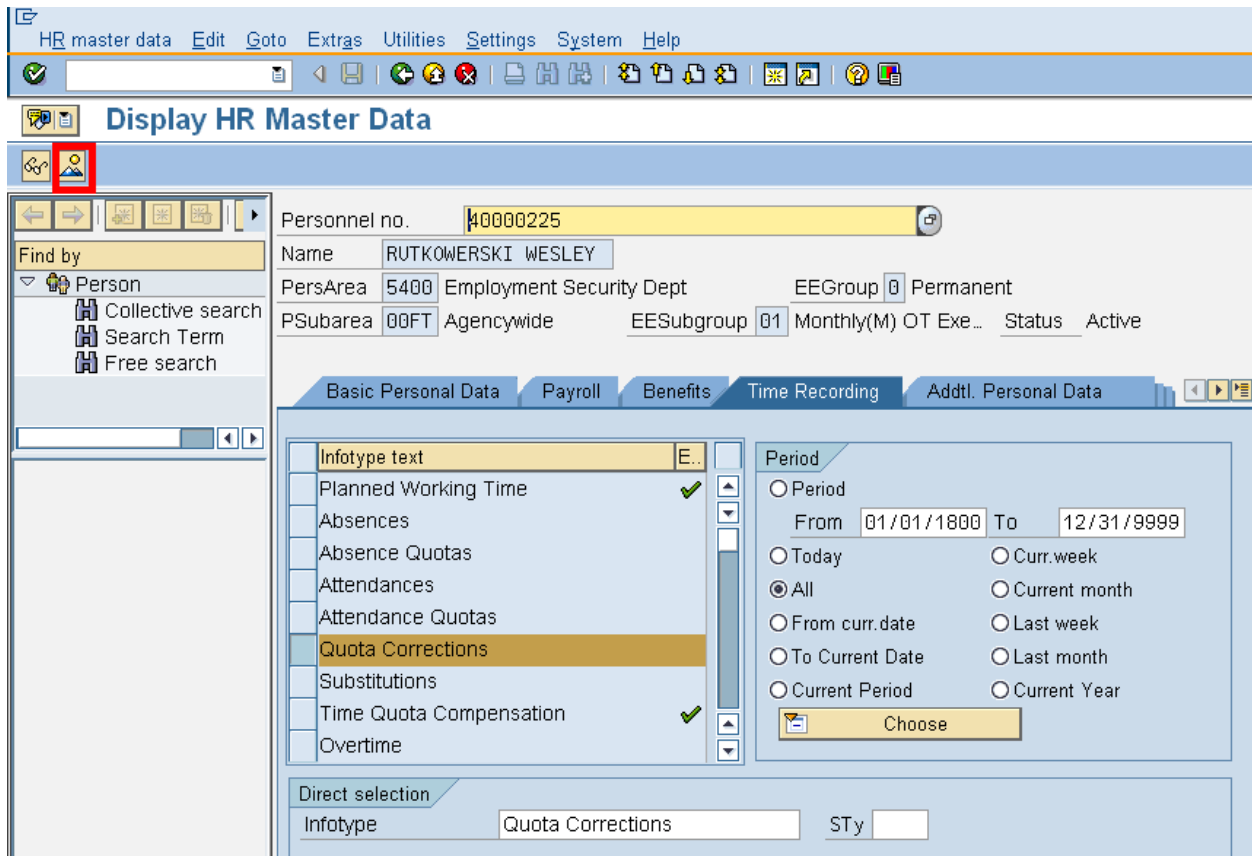 HR master data Edit Goto Extras Utilities Settings System Help
Display HR Master Data
Find by
Person
Collective search
Search Term
Free search
Personnel no. 40000225
Name RUTKOWERSKI WESLEY
PersArea 5400 Employment Security Dept EEGroup 0 Permanent
PSubarea 00FT Agencywide EESubgroup 01 Monthly(M) OT Exe… Status Active
Basic Personal Data Payroll Benefits Time Recording Addtl. Personal Data
Infotype text E..
Planned Working Time
Absences
Absence Quotas
Attendances
Attendance Quotas
Quota Corrections
Substitutions
Time Quota Compensation
Overtime
Period
Period
From 01/01/1800 To 12/31/9999
Today Curr.week
All Current month
From curr.date Last week
To Current Date Last month
Current Period Current Year
Choose
Direct selection
Infotype Quota Corrections STy